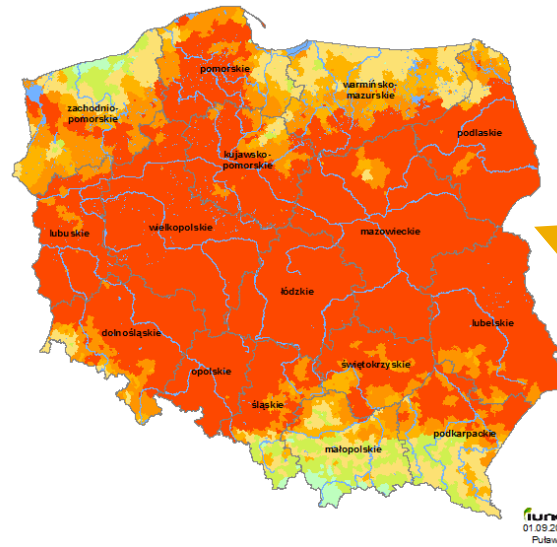 pomorskie
warmińsko-
mazurskie
zachodnio-
pomorskie
podlaskie
kujawsko-
pomorskie
wielkopolskie
mazowieckie
lubuskie
łódzkie
lubelskie
dolnośląskie
opolskie
świętokrzyskie
śląskie
podkarpackie
małopolskie